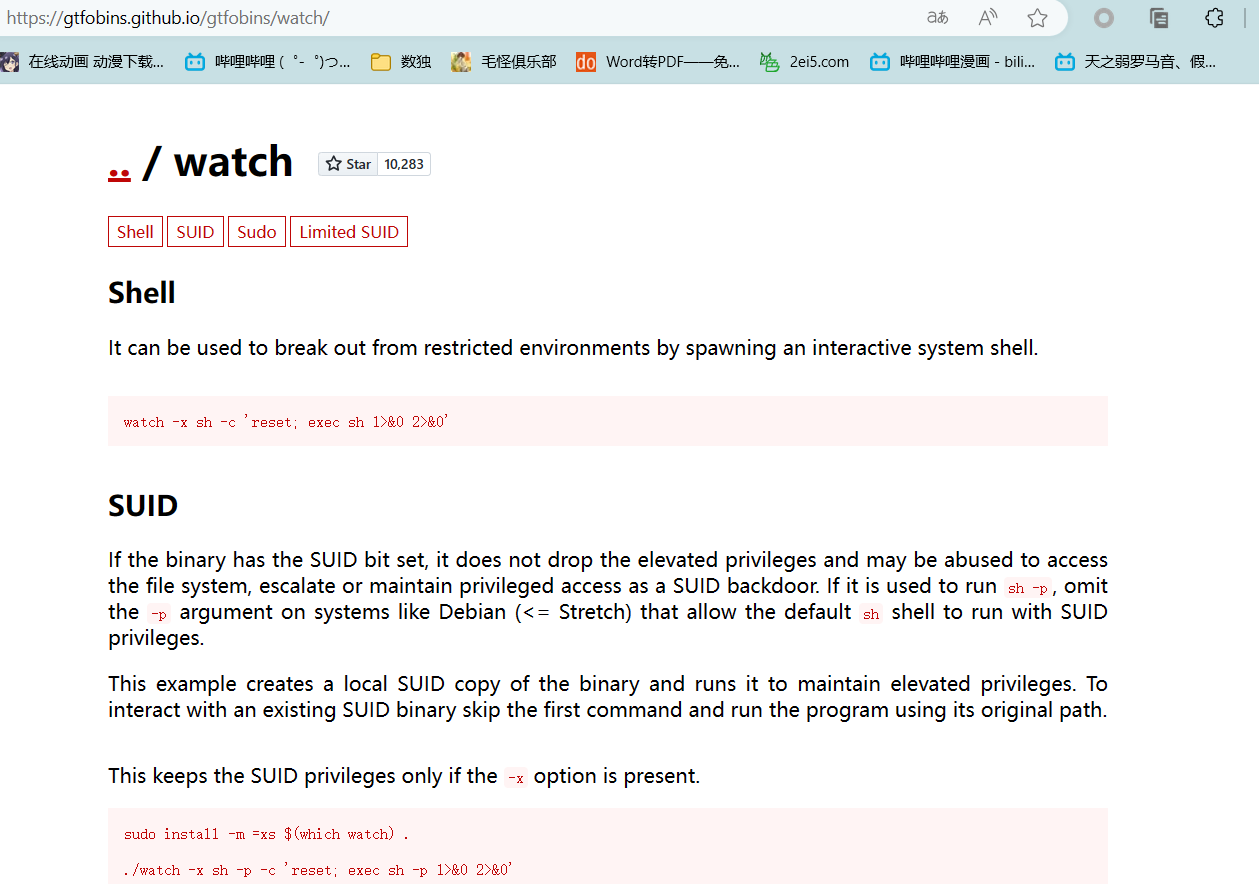 https://gtfobins.github.io/gtfobins/watch/
在线动画 动漫下载... 哔哩哔哩 ( ゜- ゜)つ... 数独 毛怪俱乐部 Word转PDF——免... 2ei5.com 哔哩哔哩漫画 - bili... 天之弱罗马音、假...
.. / watch Star 10,283
Shell SUID Sudo Limited SUID
Shell
It can be used to break out from restricted environments by spawning an interactive system shell.
watch -x sh -c 'reset; exec sh 1>&0 2>&0'
SUID
If the binary has the SUID bit set, it does not drop the elevated privileges and may be abused to access
the file system, escalate or maintain privileged access as a SUID backdoor. If it is used to run sh -p, omit
the -p argument on systems like Debian (<= Stretch) that allow the default sh shell to run with SUID
privileges.
This example creates a local SUID copy of the binary and runs it to maintain elevated privileges. To
interact with an existing SUID binary skip the first command and run the program using its original path.
This keeps the SUID privileges only if the -x option is present.
sudo install -m =xs $(which watch) .
./watch -x sh -p -c 'reset; exec sh -p 1>&0 2>&0'